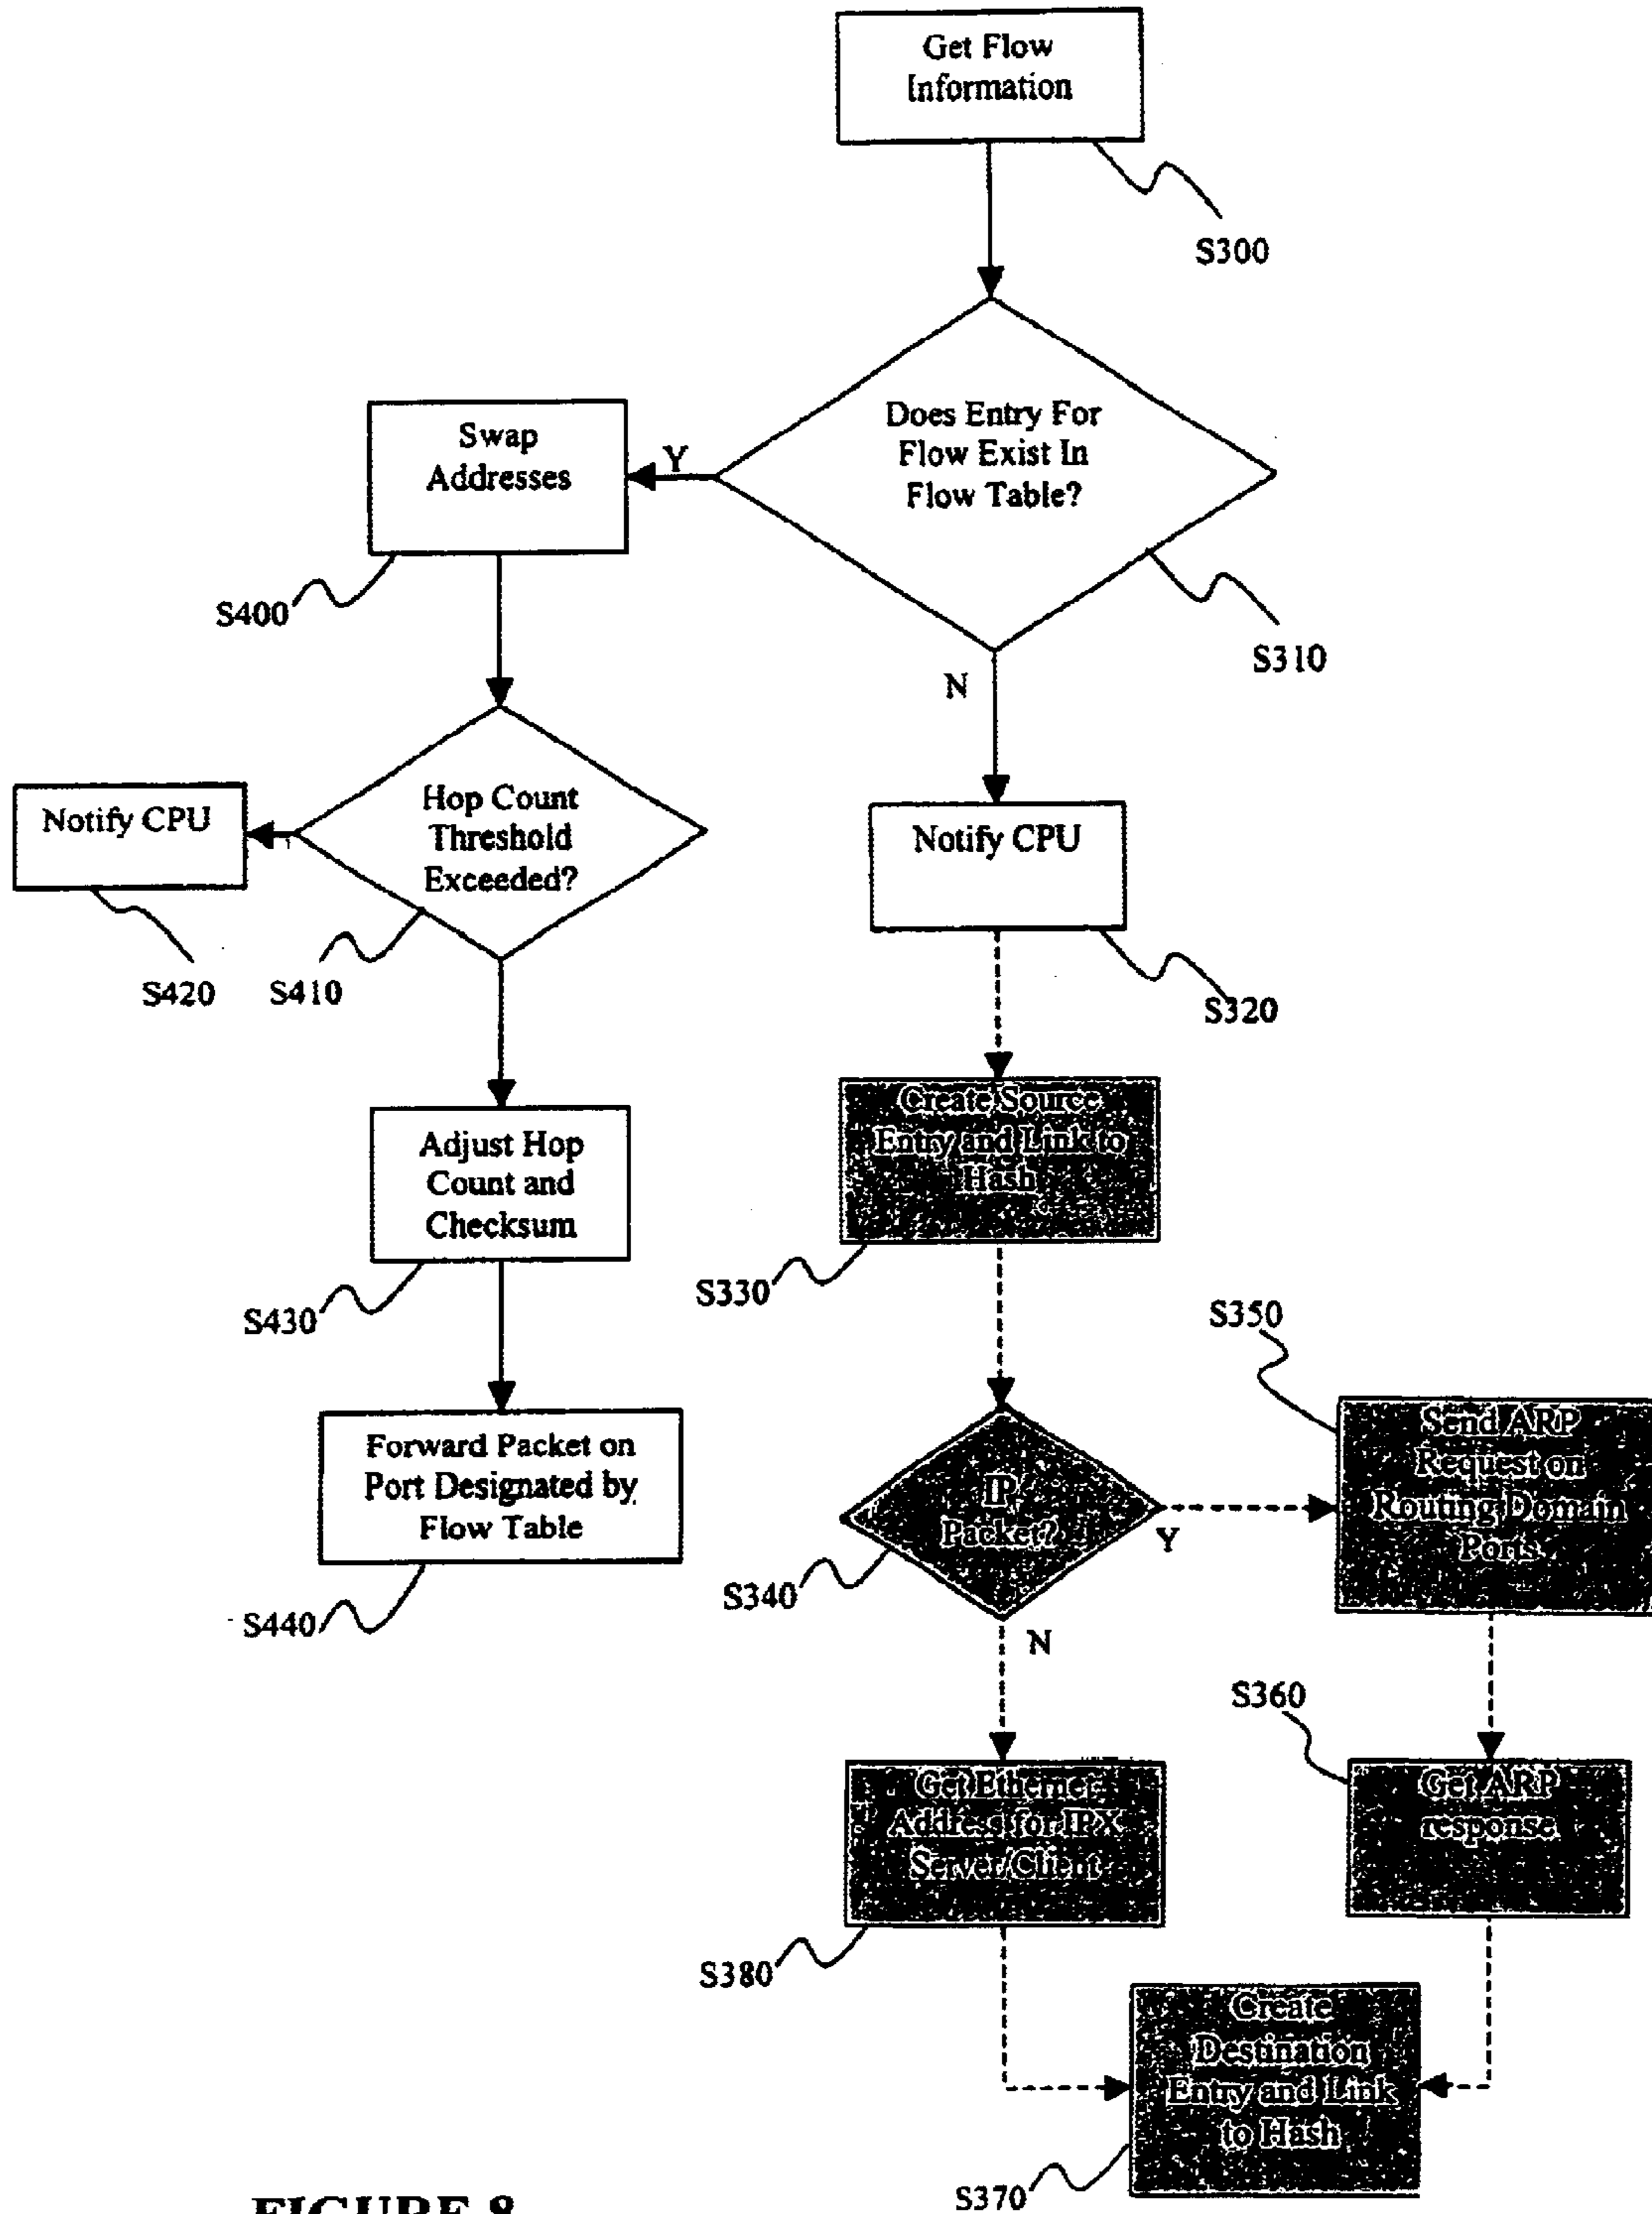 Get Flow
Information
S300
Does Entry For
Flow Exist In
Flow Table?
S310
Y
Swap
Addresses
S400
N
Hop Count
Threshold
Exceeded?
S410
Notify CPU
S420
Notify CPU
S320
Adjust Hop
Count and
Checksum
S430
Create Source
Entry and Link to
Hash
S330
Forward Packet on
Port Designated by
Flow Table
S440
IP
Packet?
S340
Y
N
S350
Send ARP
Request on
Routing Domain
Ports
S360
Get ARP
response
Get Ethernet
Address for IPX
Server/Client
S380
Create
Destination
Entry and Link
to Hash
S370
FIGURE 8